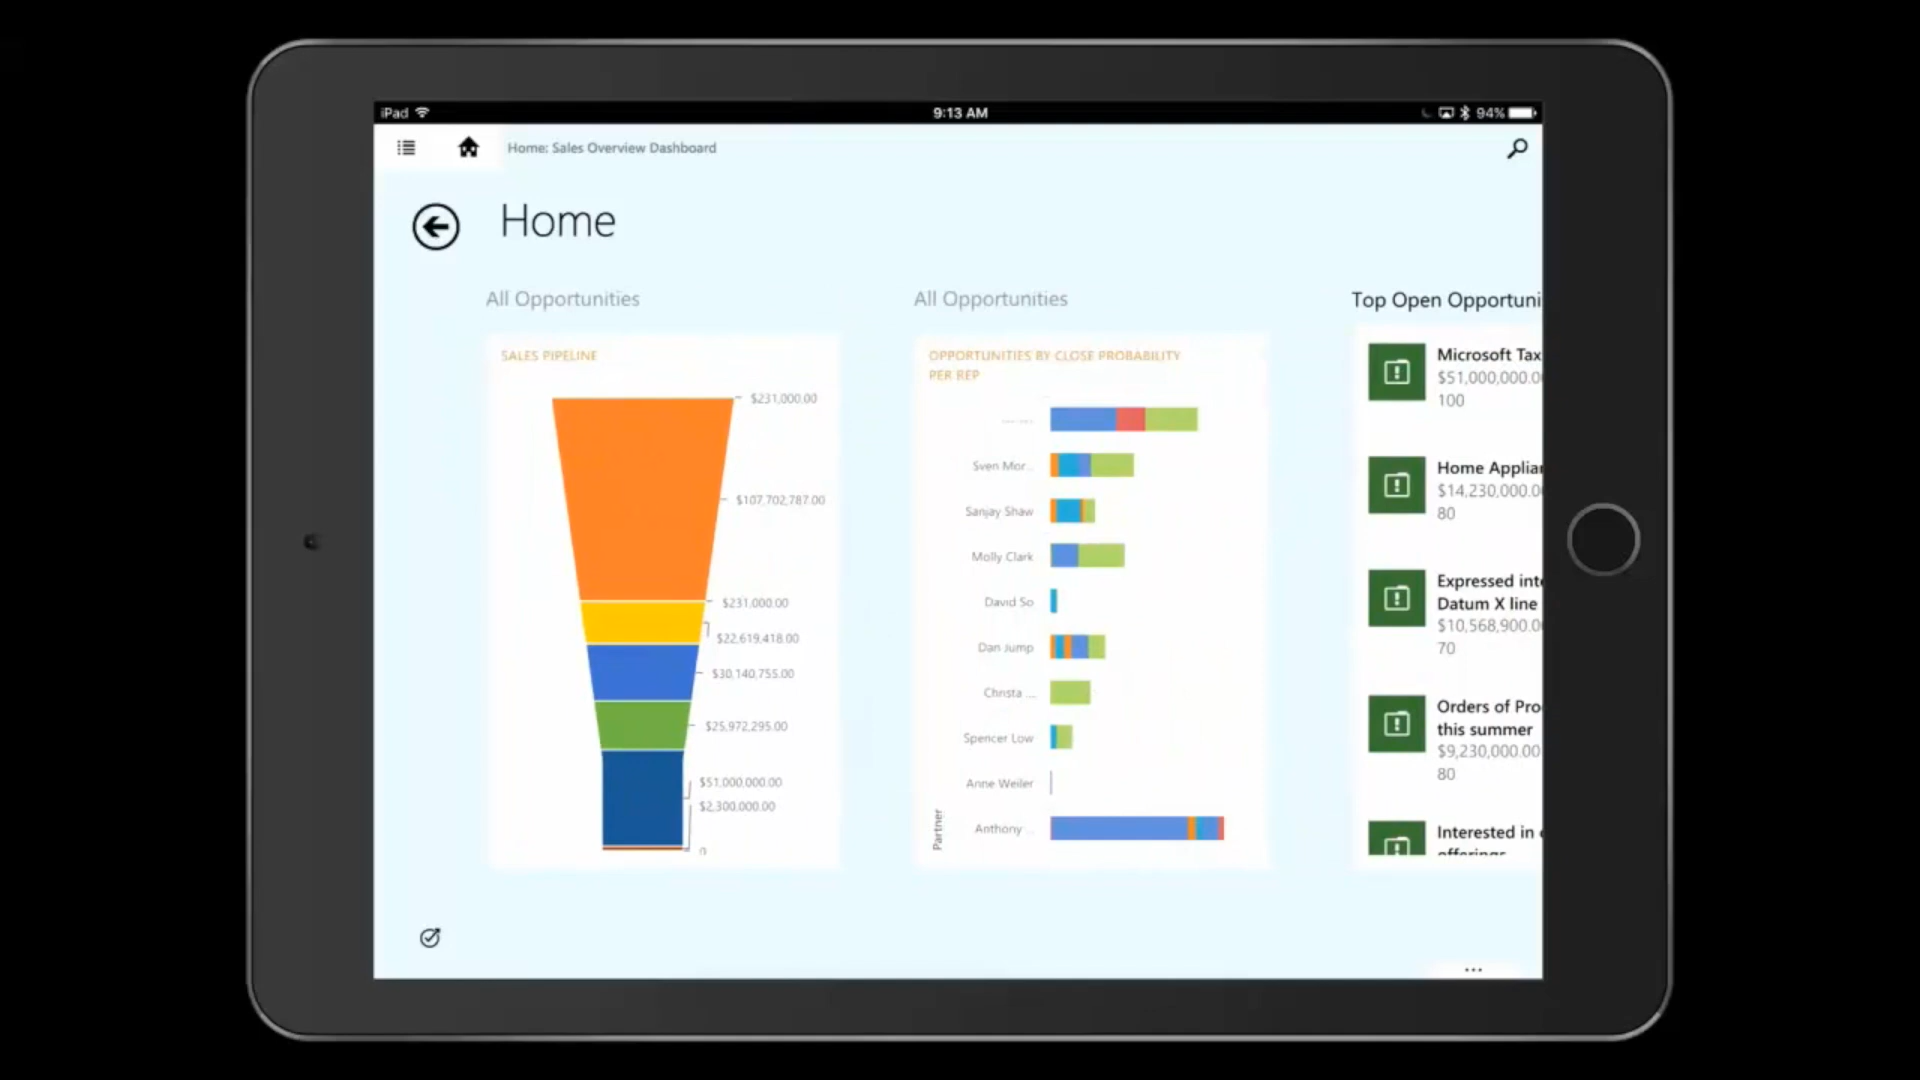 iPad
9:13 AM
94%
Home: Sales Overview Dashboard
Home
All Opportunities
SALES PIPELINE
$231,000.00
$107,702,787.00
$231,000.00
$22,619,418.00
$30,140,755.00
$25,972,295.00
$51,000,000.00
$2,300,000.00
0
All Opportunities
OPPORTUNITIES BY CLOSE PROBABILITY
PER REP
Sven Mor...
Sanjay Shaw
Molly Clark
David So
Dan Jump
Christa ...
Spencer Low
Anne Weiler
Anthony ...
Partner
Top Open Opportuni
Microsoft Tax
$51,000,000.0
100
Home Applia
$14,230,000.0
80
Expressed int
Datum X line
$10,568,900.0
70
Orders of Pro
this summer
$9,230,000.00
80
Interested in
offerings
...